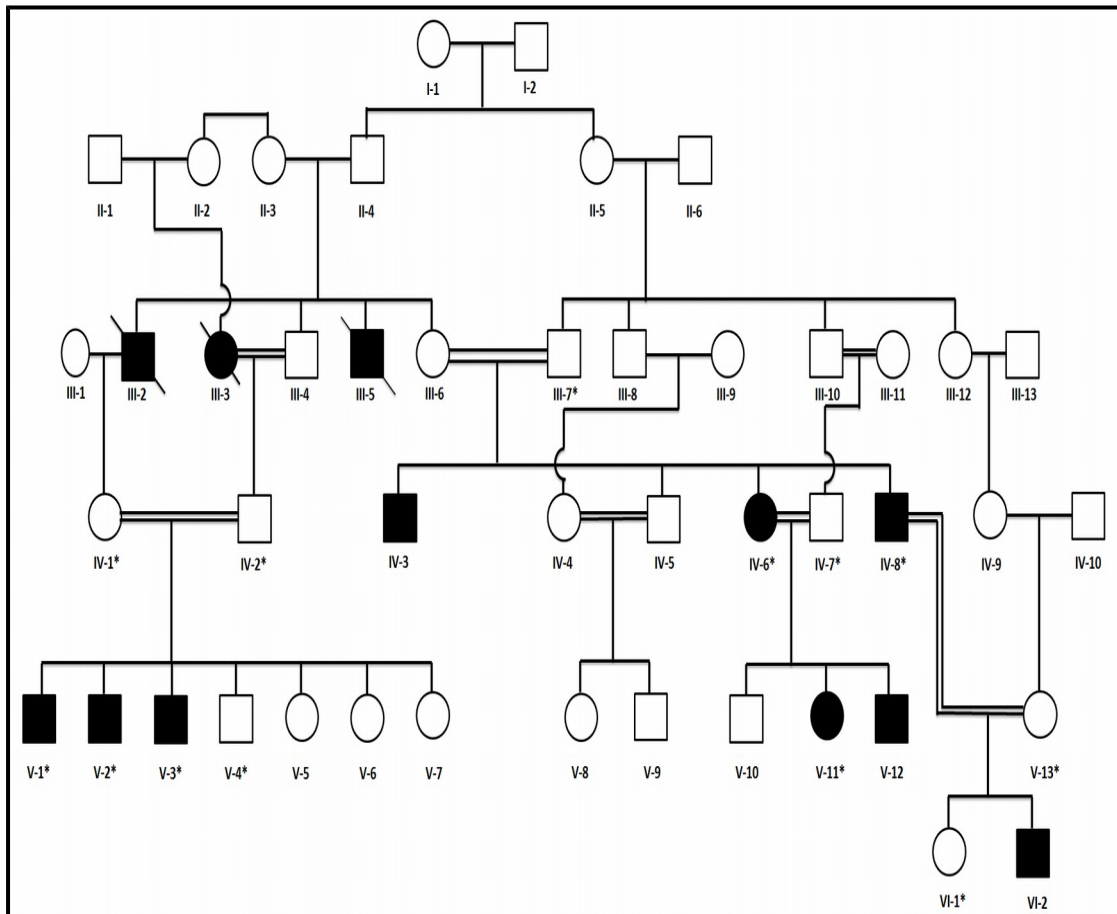 I-1 I-2
II-1 II-2 II-3 II-4 II-5 II-6
III-1 III-2 III-3 III-4 III-5 III-6 III-7* III-8 III-9 III-10 III-11 III-12 III-13
IV-1* IV-2* IV-3 IV-4 IV-5 IV-6* IV-7* IV-8* IV-9 IV-10
V-1* V-2* V-3* V-4* V-5 V-6 V-7 V-8 V-9 V-10 V-11* V-12 V-13*
VI-1* VI-2